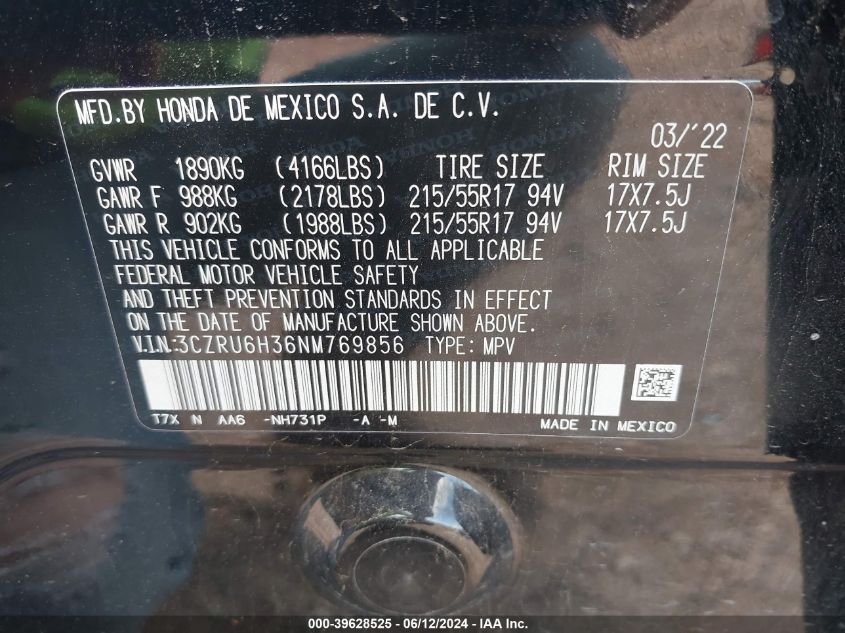 MFD.BY HONDA DE MEXICO S.A. DE C.V.
03/'22
GVWR 1890KG (4166LBS) TIRE SIZE RIM SIZE
GAWR F 988KG (2178LBS) 215/55R17 94V 17X7.5J
GAWR R 902KG (1988LBS) 215/55R17 94V 17X7.5J
THIS VEHICLE CONFORMS TO ALL APPLICABLE
FEDERAL MOTOR VEHICLE SAFETY
AND THEFT PREVENTION STANDARDS IN EFFECT
ON THE DATE OF MANUFACTURE SHOWN ABOVE.
V.I.N:3CZRU6H36NM769856 TYPE: MPV
T7X N AA6 -NH731P -A -M MADE IN MEXICO
000-39628525 - 06/12/2024 - IAA Inc.